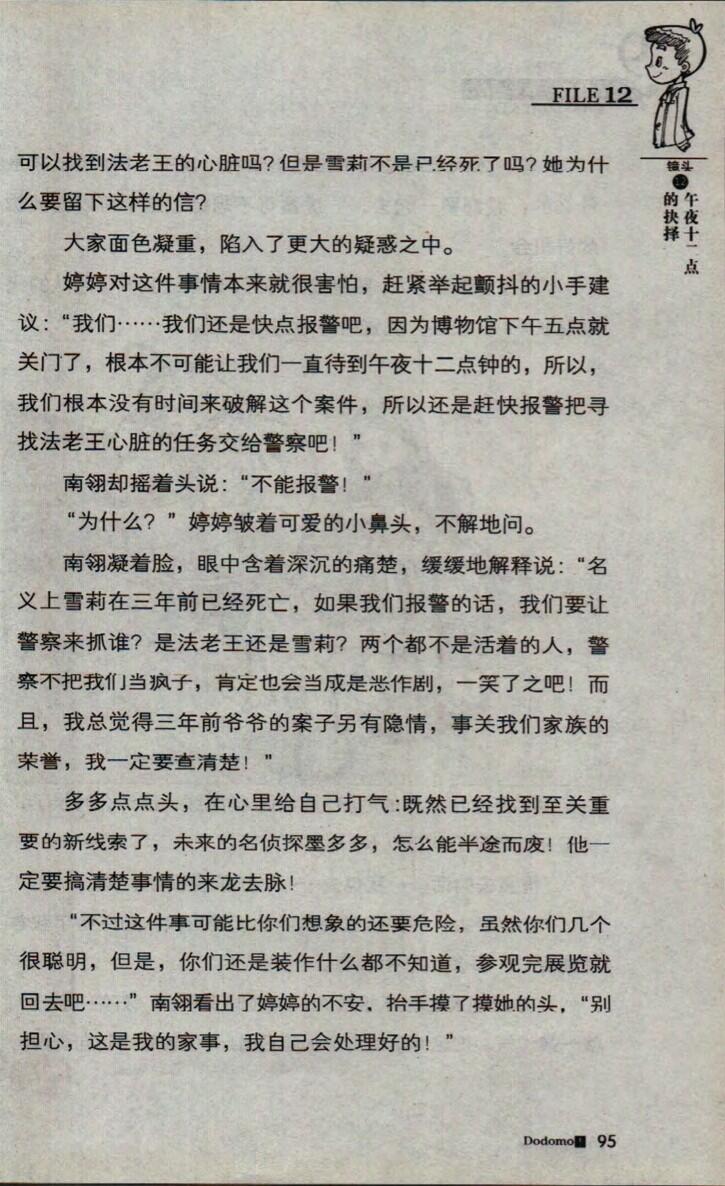 FILE 12
镜头
12
午夜十二点
的抉择
可以找到法老王的心脏吗？但是雪莉不是已经死了吗？她为什
么要留下这样的信？
大家面色凝重，陷入了更大的疑惑之中。
婷婷对这件事情本来就很害怕，赶紧举起颤抖的小手建
议：“我们……我们还是快点报警吧，因为博物馆下午五点就
关门了，根本不可能让我们一直待到午夜十二点钟的，所以，
我们根本没有时间来破解这个案件，所以还是赶快报警把寻
找法老王心脏的任务交给警察吧！”
南翎却摇着头说：“不能报警！”
“为什么？”婷婷皱着可爱的小鼻头，不解地问。
南翎凝着脸，眼中含着深沉的痛楚，缓缓地解释说：“名
义上雪莉在三年前已经死亡，如果我们报警的话，我们要让
警察来抓谁？是法老王还是雪莉？两个都不是活着的人，警
察不把我们当疯子，肯定也会当成是恶作剧，一笑了之吧！而
且，我总觉得三年前爷爷的案子另有隐情，事关我们家族的
荣誉，我一定要查清楚！”
多多点点头，在心里给自己打气：既然已经找到至关重
要的新线索了，未来的名侦探墨多多，怎么能半途而废！他一
定要搞清楚事情的来龙去脉！
“不过这件事可能比你们想象的还要危险，虽然你们几个
很聪明，但是，你们还是装作什么都不知道，参观完展览就
回去吧……”南翎看出了婷婷的不安，抬手摸了摸她的头，“别
担心，这是我的家事，我自己会处理好的！”
Dodomo 95